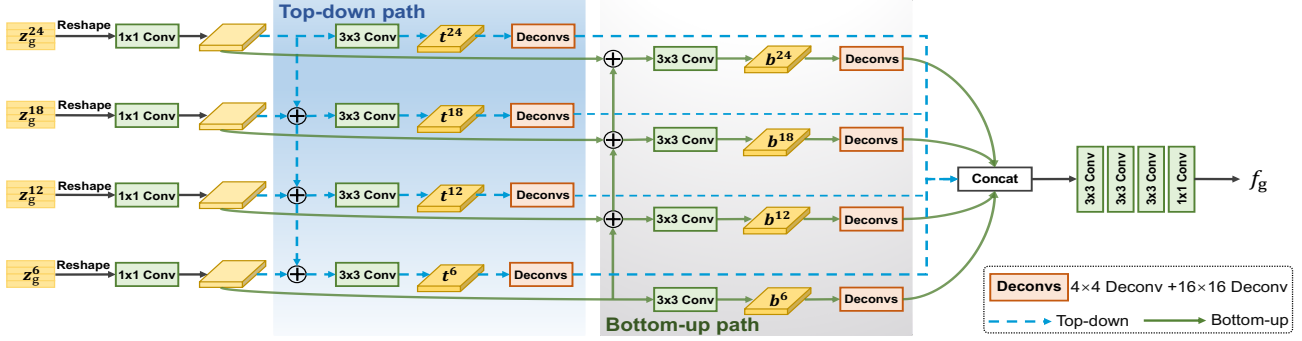 Top-down path
z_g^24 Reshape 1x1 Conv 3x3 Conv t^24 Deconvs
3x3 Conv b^24 Deconvs
z_g^18 Reshape 1x1 Conv 3x3 Conv t^18 Deconvs
3x3 Conv b^18 Deconvs
Concat 3x3 Conv 3x3 Conv 3x3 Conv 1x1 Conv f_g
z_g^12 Reshape 1x1 Conv 3x3 Conv t^12 Deconvs
3x3 Conv b^12 Deconvs
z_g^6 Reshape 1x1 Conv 3x3 Conv t^6 Deconvs
3x3 Conv b^6 Deconvs
Bottom-up path
Deconvs 4×4 Deconv +16×16 Deconv
Top-down Bottom-up